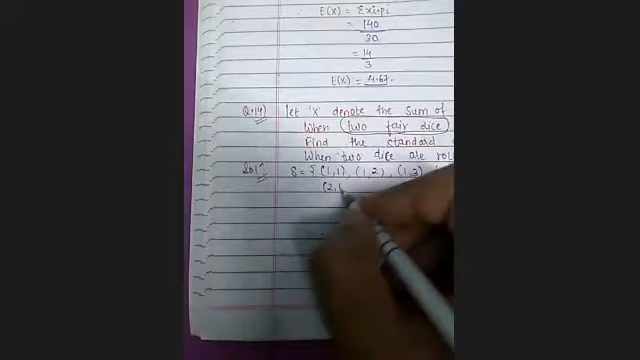 E(X) = Σxi·pi
= 140/30
= 14/3
E(X) = 4.67.
Q.14) let 'X' denote the sum of
When two fair dice
Find the standard
When two dice are rol
Solⁿ S = { (1,1), (1,2), (1,3)
(2,1